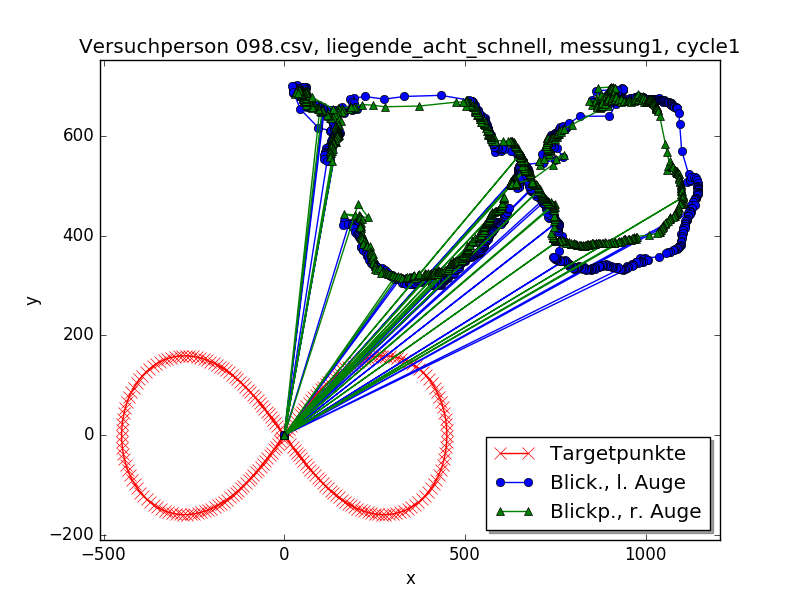 Versuchperson 098.csv, liegende_acht_schnell, messung1, cycle1
y
600
400
200
0
−200
−500
0
500
1000
x
Targetpunkte
Blick., l. Auge
Blickp., r. Auge